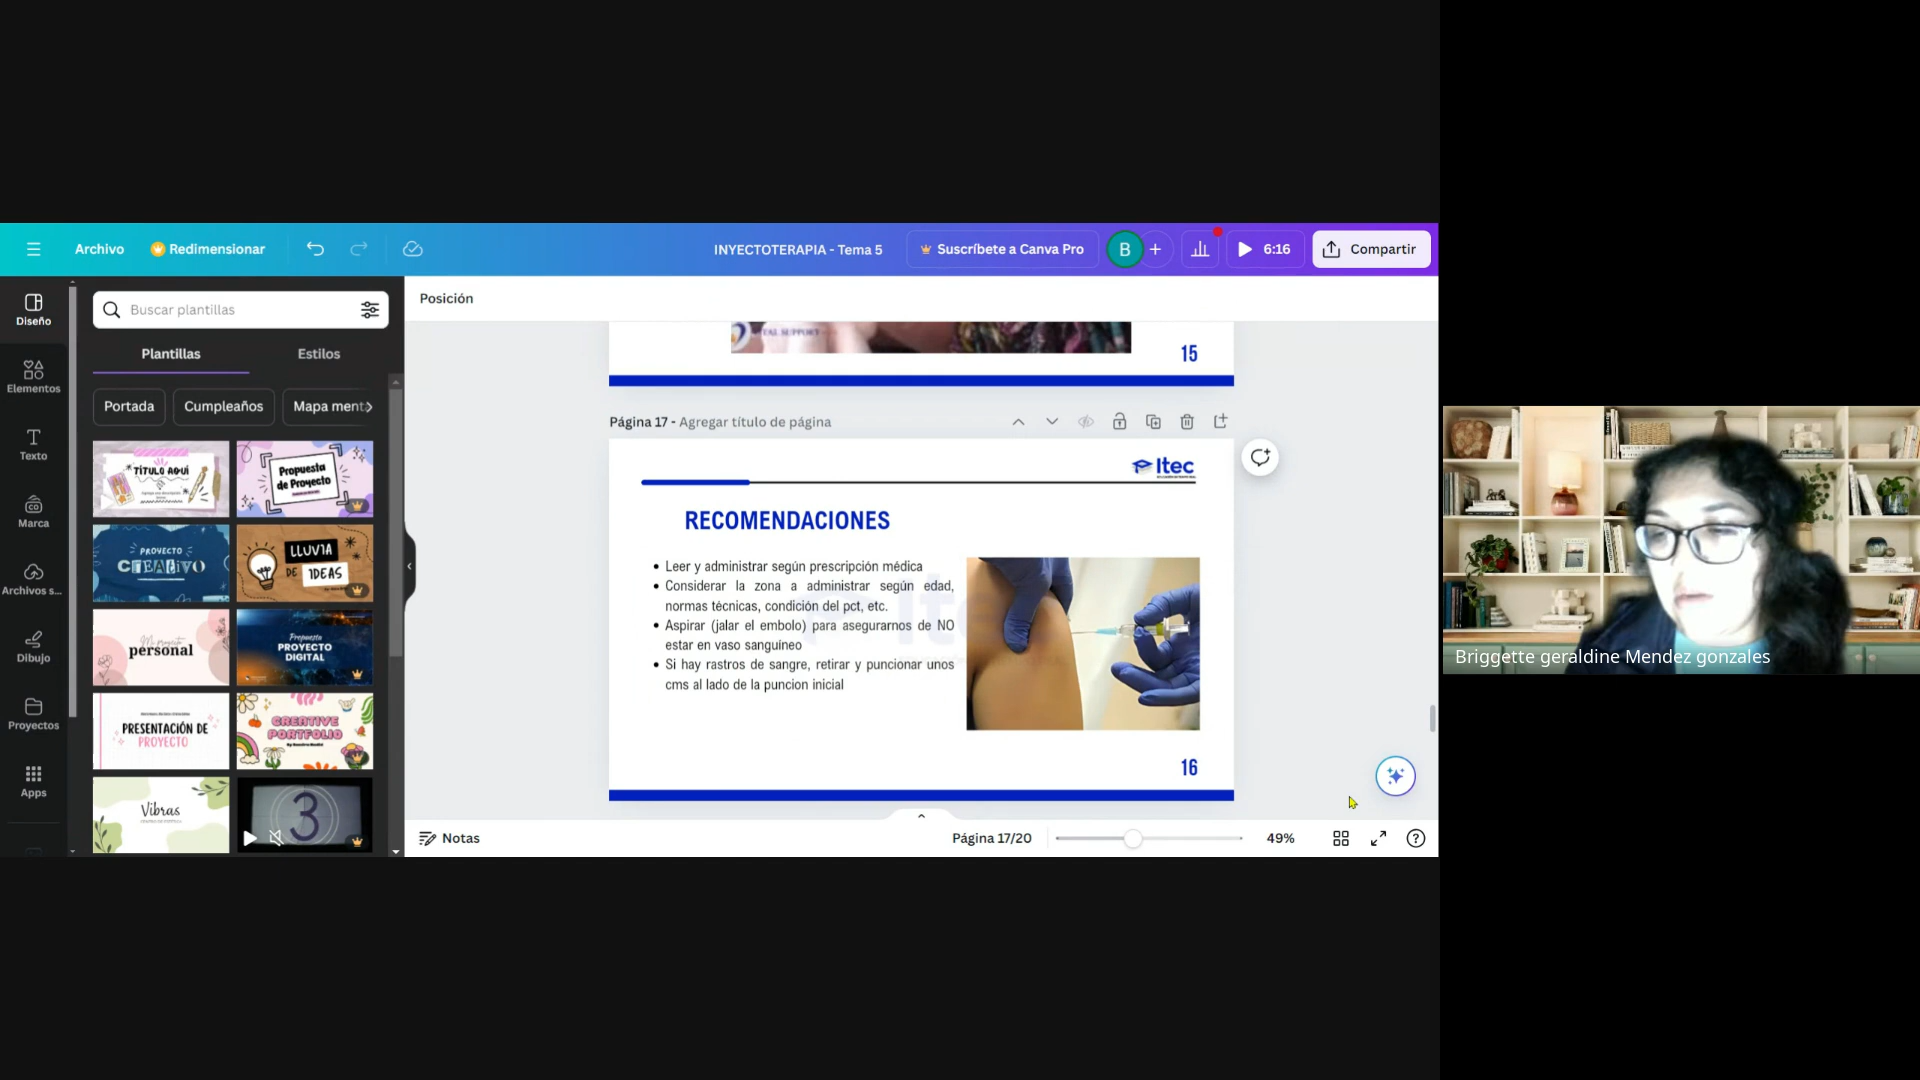 Archivo
Redimensionar
INYECTOTERAPIA - Tema 5
Suscríbete a Canva Pro
B
6:16
Compartir
Diseño
Elementos
Texto
Marca
Archivos s...
Dibujo
Proyectos
Apps
Buscar plantillas
Plantillas
Estilos
Portada
Cumpleaños
Mapa ment
TÍTULO AQUÍ
Propuesta
de Proyecto
PROYECTO
CREATIVO
LLUVIA
DE IDEAS
Mi proyecto
personal
Propuesta
PROYECTO
DIGITAL
PRESENTACIÓN DE
PROYECTO
CREATIVE
PORTFOLIO
Vibras
3
Posición
15
Página 17 - Agregar título de página
Itec
RECOMENDACIONES
• Leer y administrar según prescripción médica
• Considerar la zona a administrar según edad,
normas técnicas, condición del pct, etc.
• Aspirar (jalar el embolo) para asegurarnos de NO
estar en vaso sanguíneo
• Si hay rastros de sangre, retirar y puncionar unos
cms al lado de la puncion inicial
16
Notas
Página 17/20
49%
Briggette geraldine Mendez gonzales